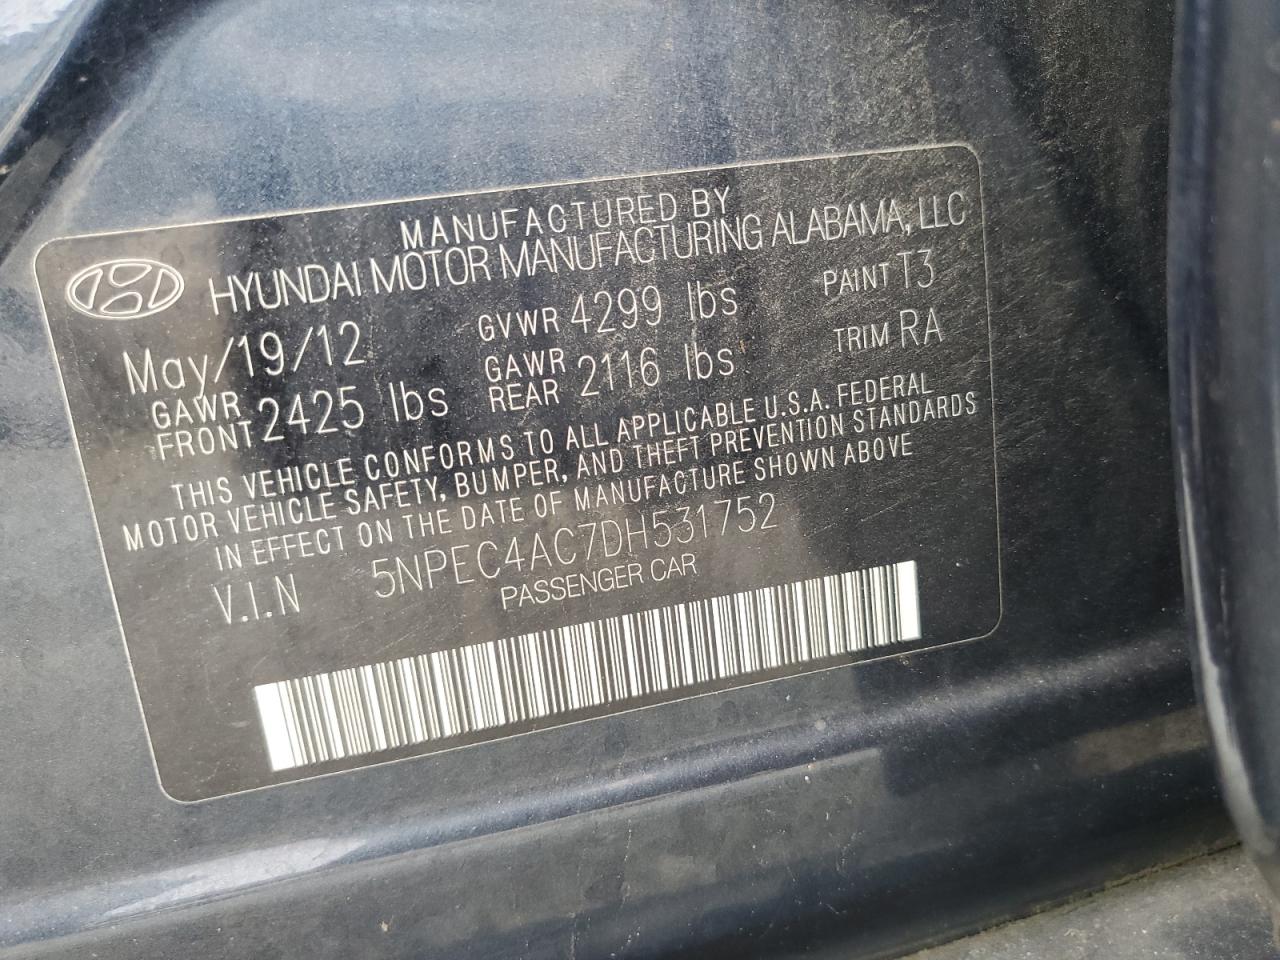 MANUFACTURED BY
HYUNDAI MOTOR MANUFACTURING ALABAMA, LLC
May/19/12 GVWR 4299 lbs PAINT T3
GAWR FRONT 2425 lbs GAWR REAR 2116 lbs TRIM RA
THIS VEHICLE CONFORMS TO ALL APPLICABLE U.S.A. FEDERAL
MOTOR VEHICLE SAFETY, BUMPER, AND THEFT PREVENTION STANDARDS
IN EFFECT ON THE DATE OF MANUFACTURE SHOWN ABOVE
V.I.N 5NPEC4AC7DH531752
PASSENGER CAR